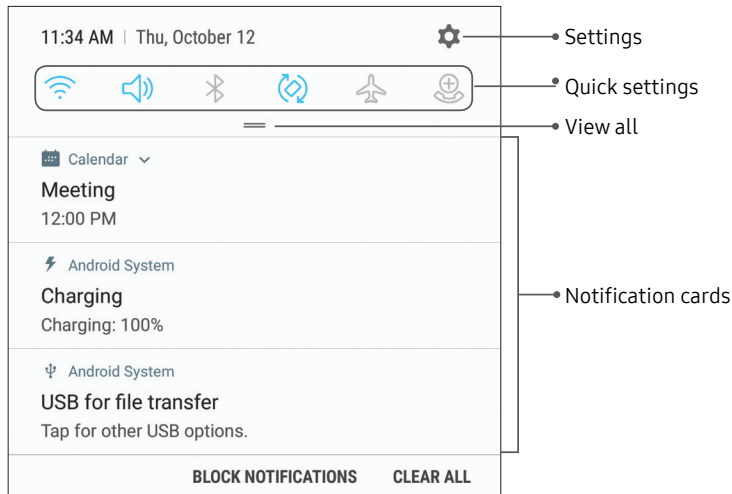 11:34 AM | Thu, October 12
Settings
Quick settings
View all
Calendar
Meeting
12:00 PM
Android System
Charging
Charging: 100%
Notification cards
Android System
USB for file transfer
Tap for other USB options.
BLOCK NOTIFICATIONS CLEAR ALL